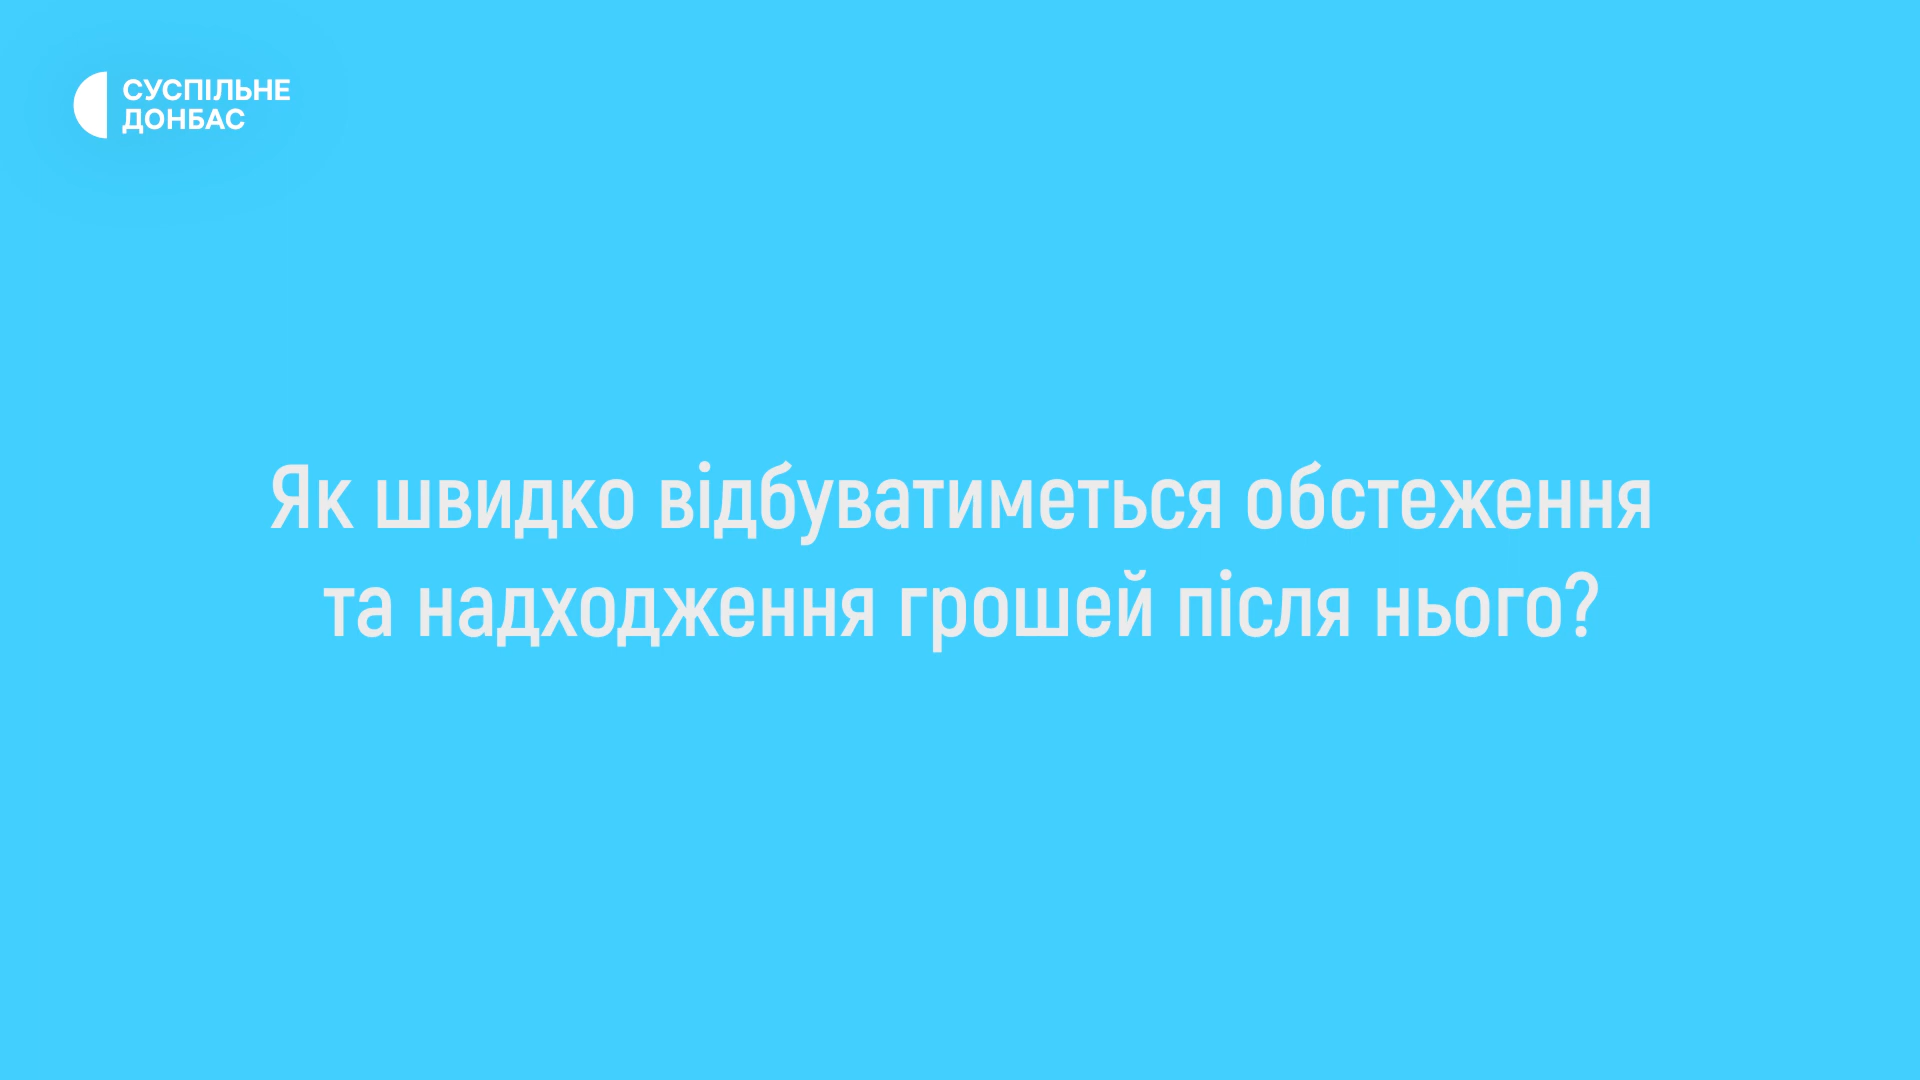 СУСПІЛЬНЕ
ДОНБАС
Як швидко відбуватиметься обстеження
та надходження грошей після нього?